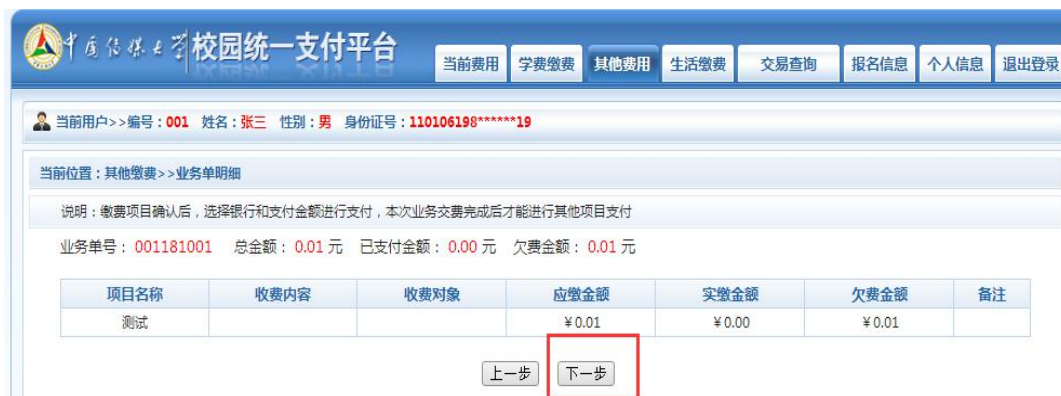 中国传媒大学 校园统一支付平台
当前费用 学费缴费 其他费用 生活缴费 交易查询 报名信息 个人信息 退出登录
当前用户>>编号：001 姓名：张三 性别：男 身份证号：110106198******19
当前位置：其他缴费>>业务单明细
说明：缴费项目确认后，选择银行和支付金额进行支付，本次业务交费完成后才能进行其他项目支付
业务单号： 001181001 总金额： 0.01 元 已支付金额： 0.00 元 欠费金额： 0.01 元
项目名称 收费内容 收费对象 应缴金额 实缴金额 欠费金额 备注
测试 ￥0.01 ￥0.00 ￥0.01
上一步 下一步